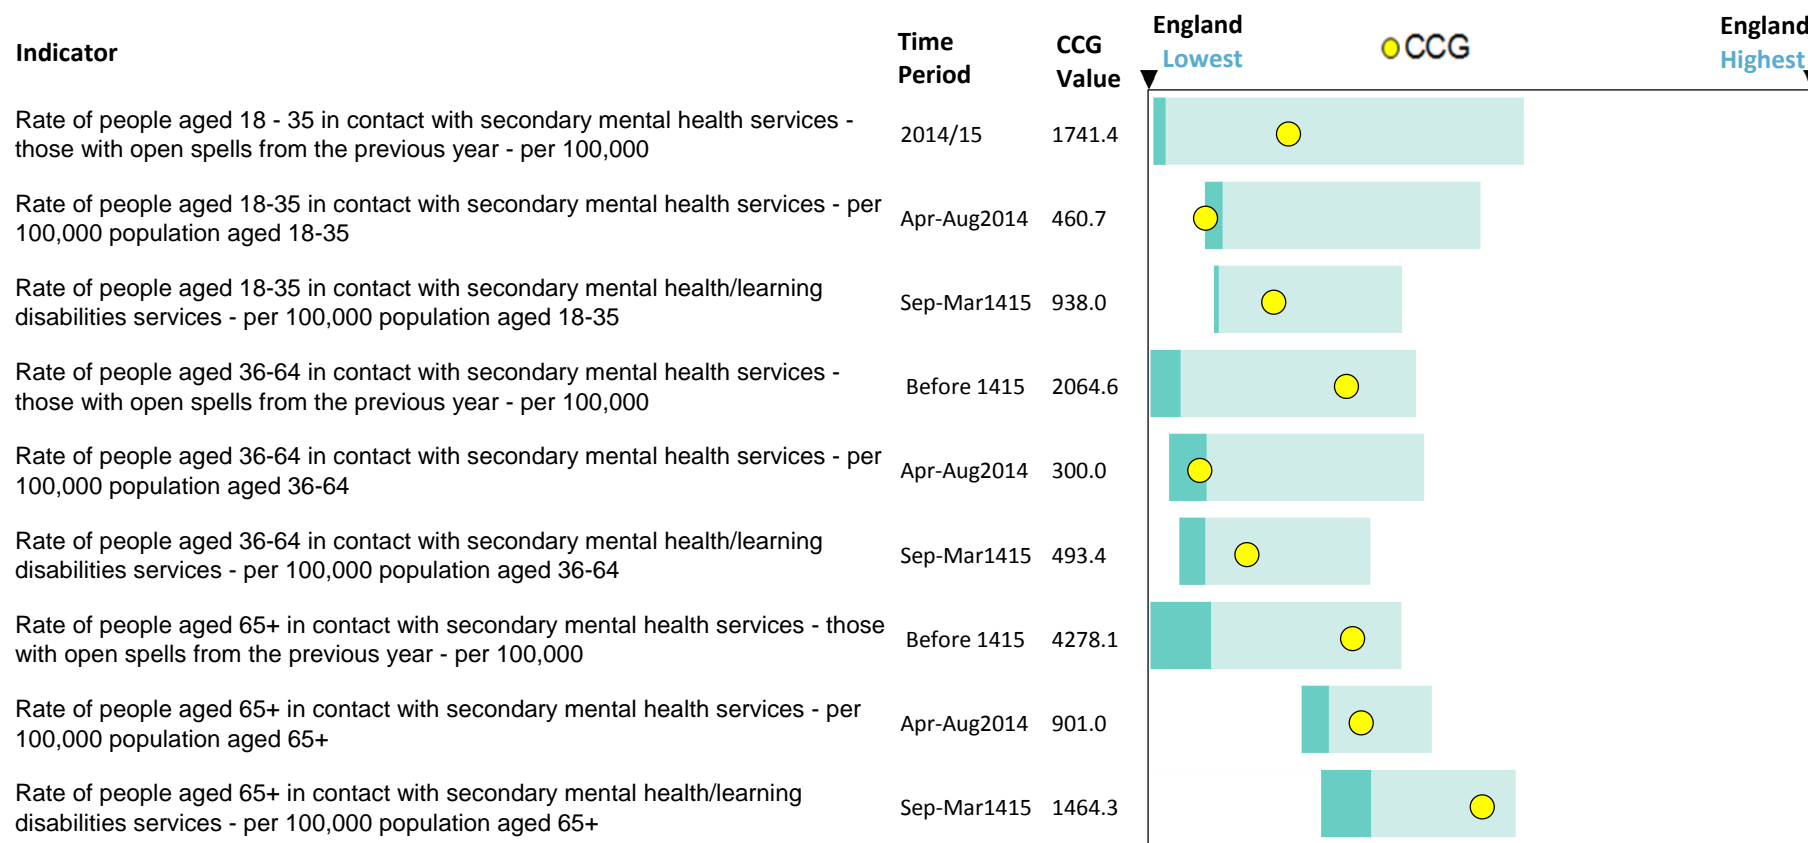 Indicator
Time Period
CCG Value
England Lowest
CCG
England Highest
Rate of people aged 18 - 35 in contact with secondary mental health services -
those with open spells from the previous year - per 100,000
2014/15 1741.4
Rate of people aged 18-35 in contact with secondary mental health services - per
100,000 population aged 18-35
Apr-Aug2014 460.7
Rate of people aged 18-35 in contact with secondary mental health/learning
disabilities services - per 100,000 population aged 18-35
Sep-Mar1415 938.0
Rate of people aged 36-64 in contact with secondary mental health services -
those with open spells from the previous year - per 100,000
Before 1415 2064.6
Rate of people aged 36-64 in contact with secondary mental health services - per
100,000 population aged 36-64
Apr-Aug2014 300.0
Rate of people aged 36-64 in contact with secondary mental health/learning
disabilities services - per 100,000 population aged 36-64
Sep-Mar1415 493.4
Rate of people aged 65+ in contact with secondary mental health services - those
with open spells from the previous year - per 100,000
Before 1415 4278.1
Rate of people aged 65+ in contact with secondary mental health services - per
100,000 population aged 65+
Apr-Aug2014 901.0
Rate of people aged 65+ in contact with secondary mental health/learning
disabilities services - per 100,000 population aged 65+
Sep-Mar1415 1464.3